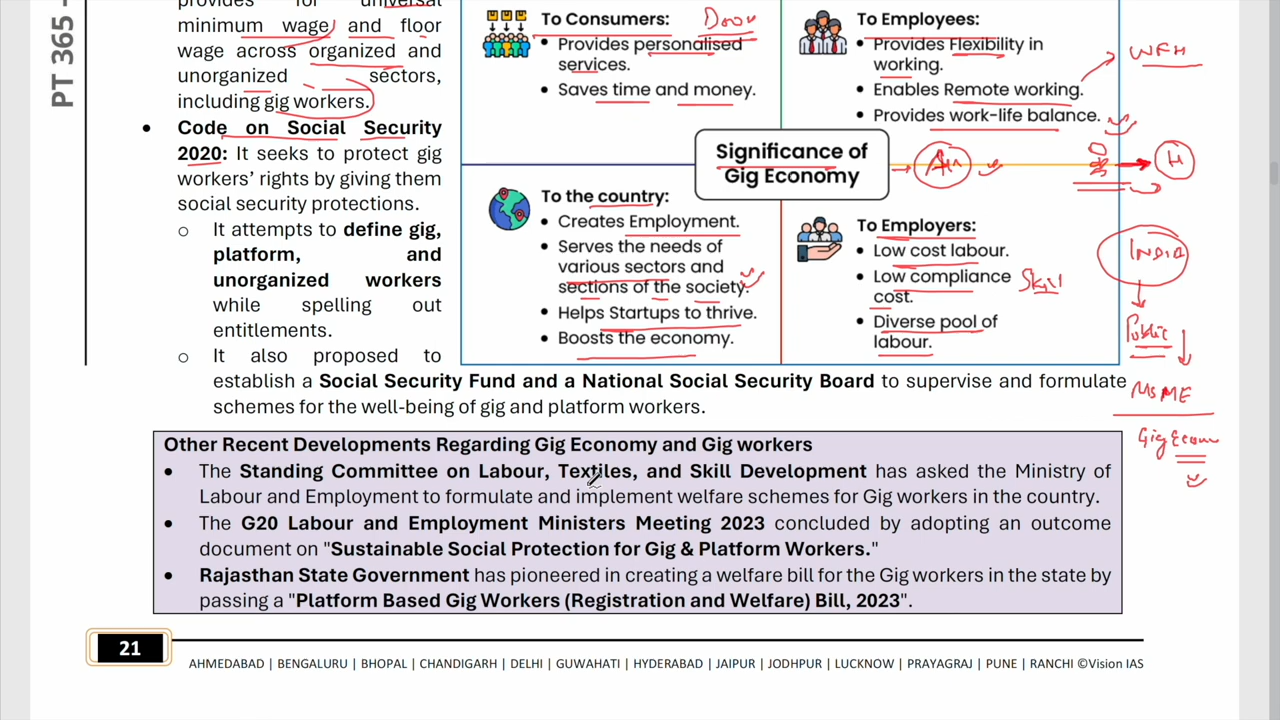 PT 365 -
provides for universal
minimum wage and floor
wage across organized and
unorganized sectors,
including gig workers.
• Code on Social Security
2020: It seeks to protect gig
workers’ rights by giving them
social security protections.
o It attempts to define gig,
platform, and
unorganized workers
while spelling out
entitlements.
o It also proposed to
establish a Social Security Fund and a National Social Security Board to supervise and formulate
schemes for the well-being of gig and platform workers.
To Consumers:
Door
• Provides personalised
services.
• Saves time and money.
To Employees:
• Provides Flexibility in
working.
• Enables Remote working.
• Provides work-life balance.
WFH
Significance of
Gig Economy
H
To the country:
• Creates Employment.
• Serves the needs of
various sectors and
sections of the society.
• Helps Startups to thrive.
• Boosts the economy.
To Employers:
• Low cost labour.
• Low compliance
cost.
• Diverse pool of
labour.
Skill
INDIA
Public
MSME
Gig Econ
Other Recent Developments Regarding Gig Economy and Gig workers
• The Standing Committee on Labour, Textiles, and Skill Development has asked the Ministry of
Labour and Employment to formulate and implement welfare schemes for Gig workers in the country.
• The G20 Labour and Employment Ministers Meeting 2023 concluded by adopting an outcome
document on "Sustainable Social Protection for Gig & Platform Workers."
• Rajasthan State Government has pioneered in creating a welfare bill for the Gig workers in the state by
passing a "Platform Based Gig Workers (Registration and Welfare) Bill, 2023".
21
AHMEDABAD | BENGALURU | BHOPAL | CHANDIGARH | DELHI | GUWAHATI | HYDERABAD | JAIPUR | JODHPUR | LUCKNOW | PRAYAGRAJ | PUNE | RANCHI ©Vision IAS